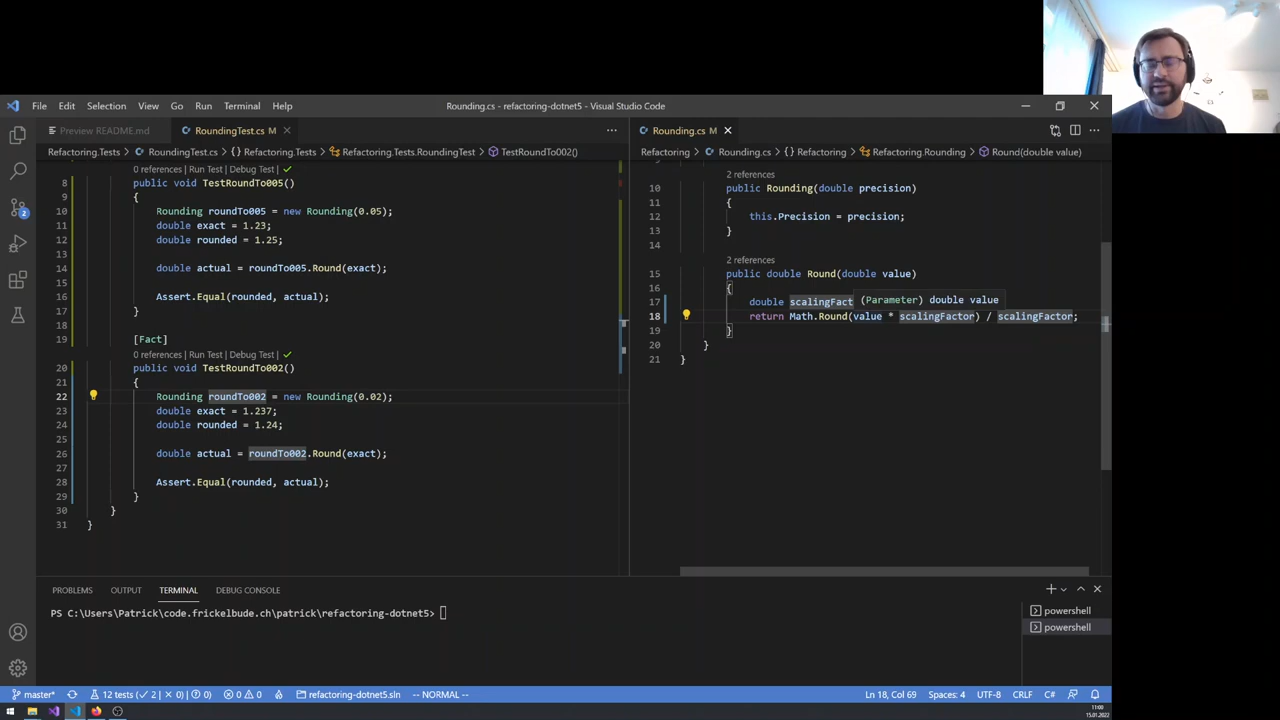 File Edit Selection View Go Run Terminal Help
Rounding.cs - refactoring-dotnet5 - Visual Studio Code
Preview README.md
RoundingTest.cs M
Refactoring.Tests > RoundingTest.cs > {} Refactoring.Tests > Refactoring.Tests.RoundingTest > TestRoundTo002()
0 references | Run Test | Debug Test |
8 public void TestRoundTo005()
9 {
10 Rounding roundTo005 = new Rounding(0.05);
11 double exact = 1.23;
12 double rounded = 1.25;
13
14 double actual = roundTo005.Round(exact);
15
16 Assert.Equal(rounded, actual);
17 }
18
19 [Fact]
0 references | Run Test | Debug Test |
20 public void TestRoundTo002()
21 {
22 Rounding roundTo002 = new Rounding(0.02);
23 double exact = 1.237;
24 double rounded = 1.24;
25
26 double actual = roundTo002.Round(exact);
27
28 Assert.Equal(rounded, actual);
29 }
30 }
31 }
Rounding.cs M
Refactoring > Rounding.cs > {} Refactoring > Refactoring.Rounding > Round(double value)
2 references
10 public Rounding(double precision)
11 {
12 this.Precision = precision;
13 }
14
2 references
15 public double Round(double value)
16 {
17 double scalingFact
(Parameter) double value
18 return Math.Round(value * scalingFactor) / scalingFactor;
19 }
20 }
21 }
2
PROBLEMS OUTPUT TERMINAL DEBUG CONSOLE
PS C:\Users\Patrick\code.frickelbude.ch\patrick\refactoring-dotnet5>
powershell
powershell
master* 12 tests (✓ 2 | × 0) | 0) 0 0 refactoring-dotnet5.sln -- NORMAL --
Ln 18, Col 69 Spaces: 4 UTF-8 CRLF C#
11:08
15.01.2022